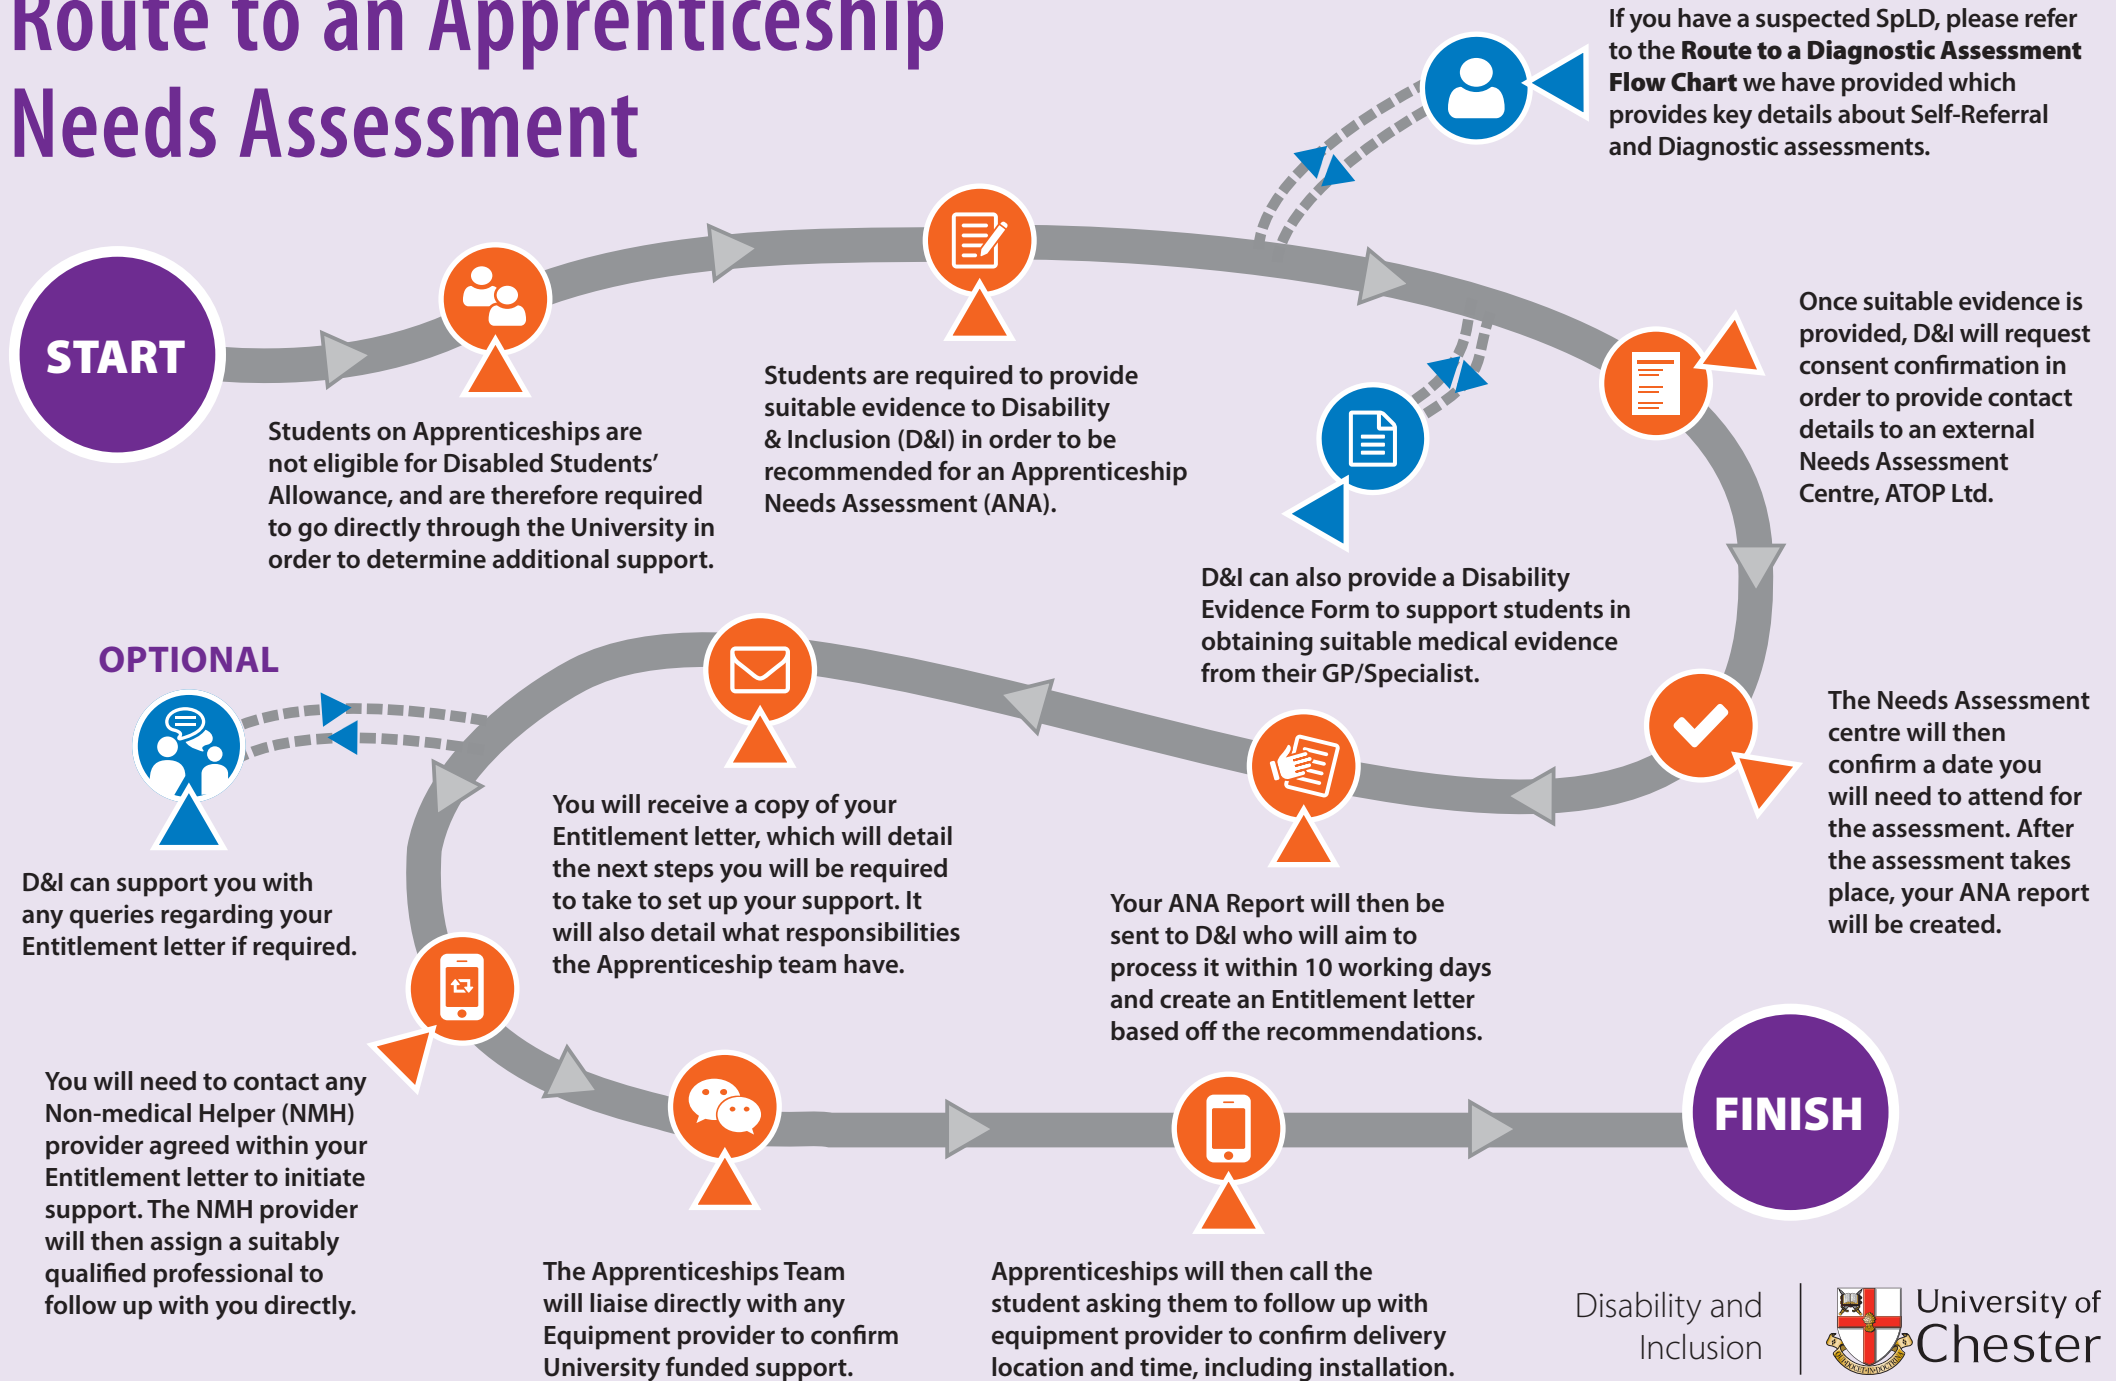 Route to an Apprenticeship
Needs Assessment
If you have a suspected SpLD, please refer
to the Route to a Diagnostic Assessment
Flow Chart we have provided which
provides key details about Self-Referral
and Diagnostic assessments.
START
Students on Apprenticeships are
not eligible for Disabled Students’
Allowance, and are therefore required
to go directly through the University in
order to determine additional support.
Students are required to provide
suitable evidence to Disability
& Inclusion (D&I) in order to be
recommended for an Apprenticeship
Needs Assessment (ANA).
D&I can also provide a Disability
Evidence Form to support students in
obtaining suitable medical evidence
from their GP/Specialist.
Once suitable evidence is
provided, D&I will request
consent confirmation in
order to provide contact
details to an external
Needs Assessment
Centre, ATOP Ltd.
The Needs Assessment
centre will then
confirm a date you
will need to attend for
the assessment. After
the assessment takes
place, your ANA report
will be created.
Your ANA Report will then be
sent to D&I who will aim to
process it within 10 working days
and create an Entitlement letter
based off the recommendations.
You will receive a copy of your
Entitlement letter, which will detail
the next steps you will be required
to take to set up your support. It
will also detail what responsibilities
the Apprenticeship team have.
OPTIONAL
D&I can support you with
any queries regarding your
Entitlement letter if required.
You will need to contact any
Non-medical Helper (NMH)
provider agreed within your
Entitlement letter to initiate
support. The NMH provider
will then assign a suitably
qualified professional to
follow up with you directly.
The Apprenticeships Team
will liaise directly with any
Equipment provider to confirm
University funded support.
Apprenticeships will then call the
student asking them to follow up with
equipment provider to confirm delivery
location and time, including installation.
FINISH
Disability and
Inclusion
University of
Chester